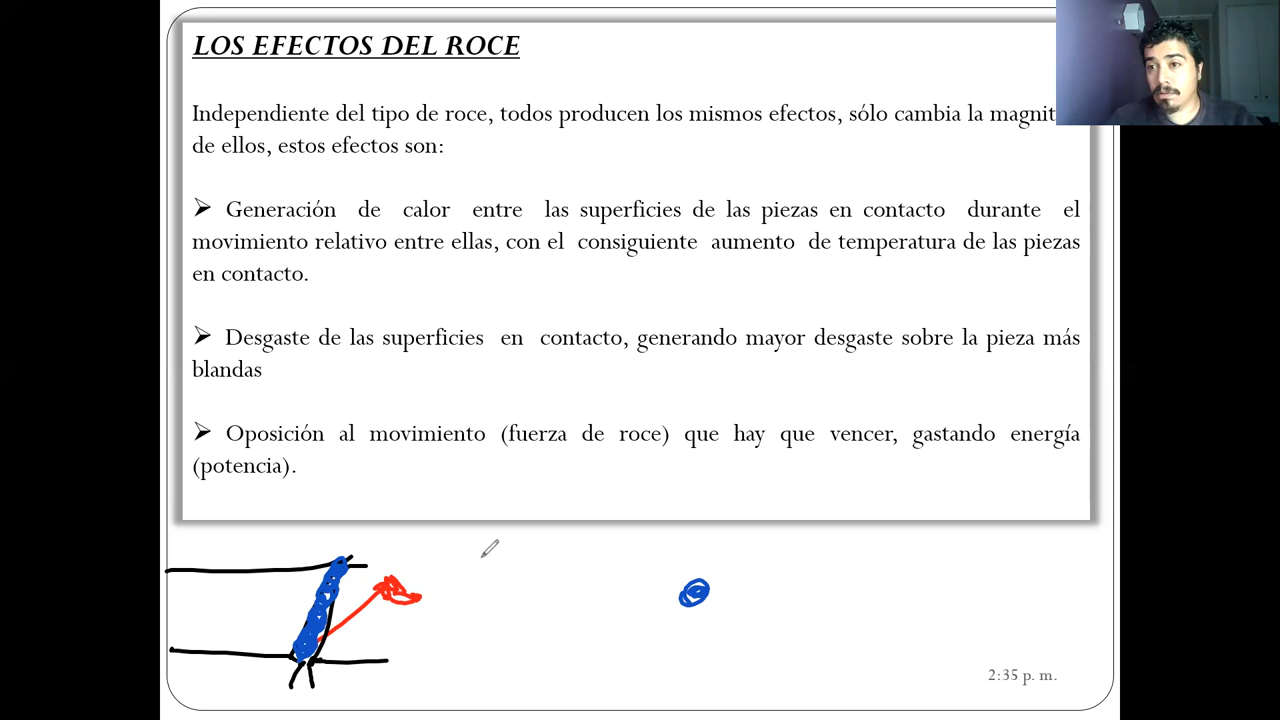 LOS EFECTOS DEL ROCE
Independiente del tipo de roce, todos producen los mismos efectos, sólo cambia la
de ellos, estos efectos son:
➢ Generación de calor entre las superficies de las piezas en contacto durante el
movimiento relativo entre ellas, con el consiguiente aumento de temperatura de las piezas
en contacto.
➢ Desgaste de las superficies en contacto, generando mayor desgaste sobre la pieza más
blandas
➢ Oposición al movimiento (fuerza de roce) que hay que vencer, gastando energía
(potencia).
2:35 p. m.